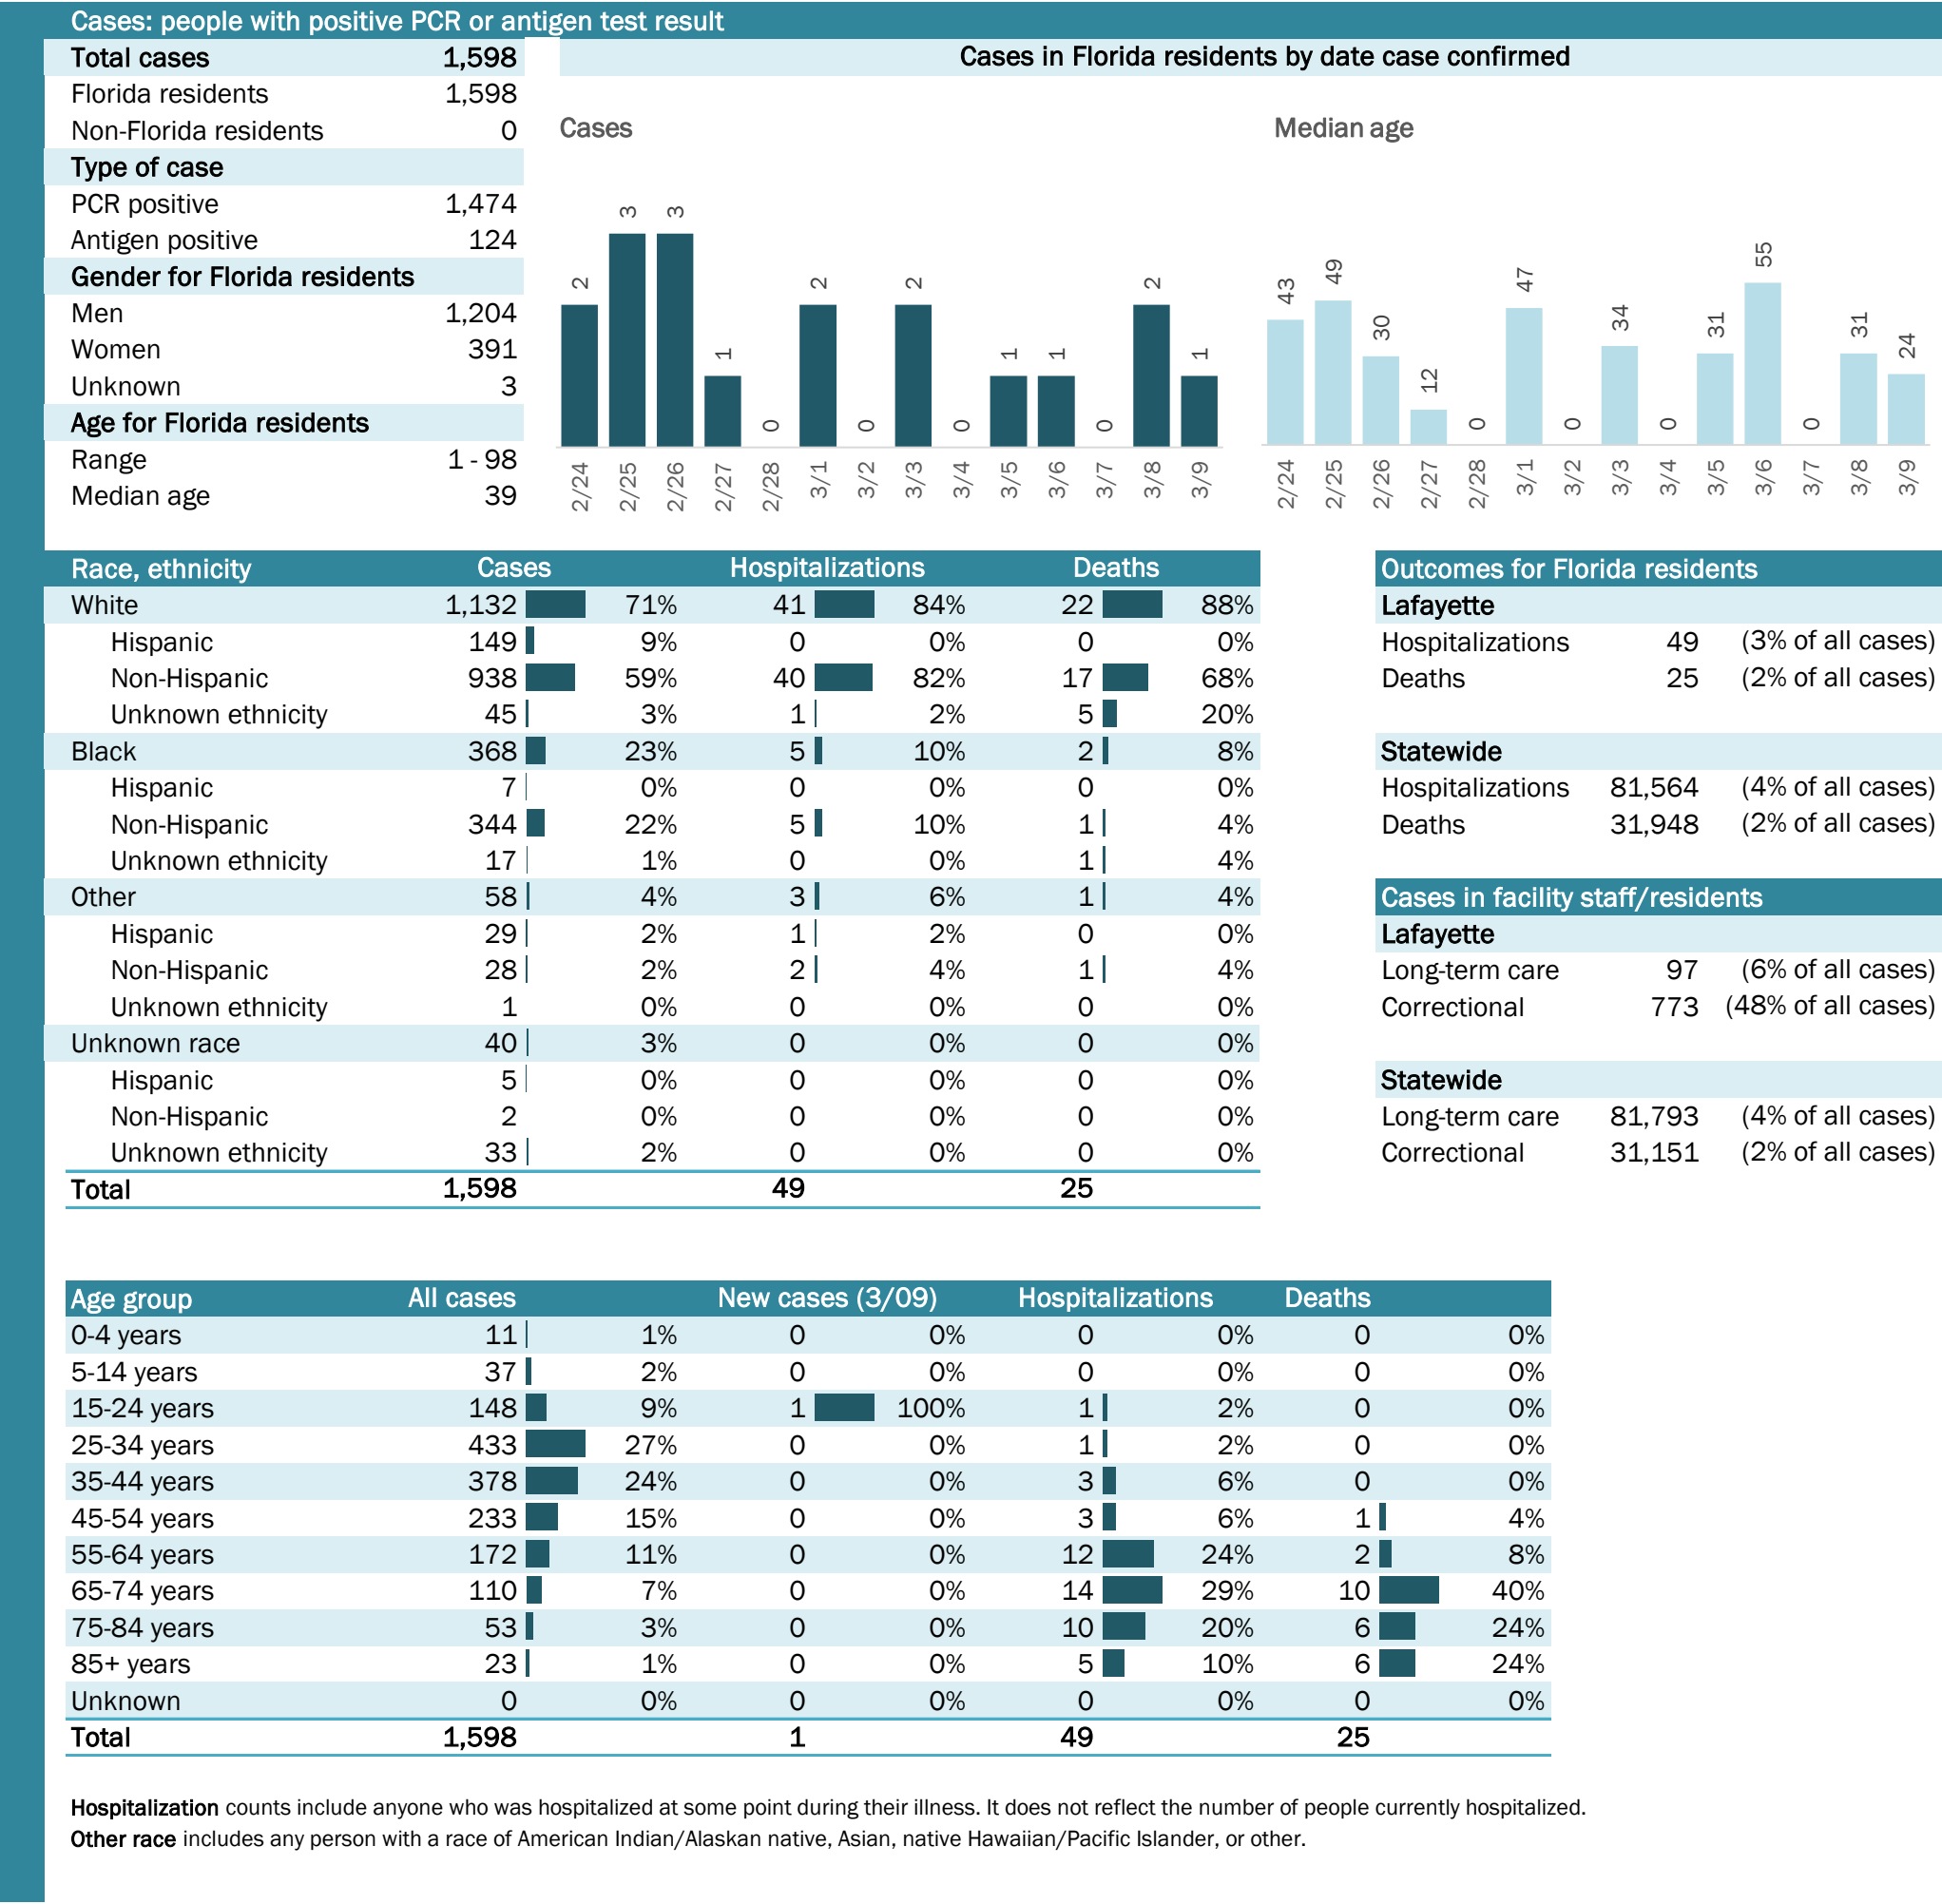 Cases: people with positive PCR or antigen test result
Total cases 1,598
Florida residents 1,598
Non-Florida residents 0
Type of case
PCR positive 1,474
Antigen positive 124
Gender for Florida residents
Men 1,204
Women 391
Unknown 3
Age for Florida residents
Range 1 - 98
Median age 39
Cases in Florida residents by date case confirmed
Cases
2 3 3 1 0 2 0 2 0 1 1 0 2 1
2/24 2/25 2/26 2/27 2/28 3/1 3/2 3/3 3/4 3/5 3/6 3/7 3/8 3/9
Median age
43 49 30 12 0 47 0 34 0 31 55 0 31 24
2/24 2/25 2/26 2/27 2/28 3/1 3/2 3/3 3/4 3/5 3/6 3/7 3/8 3/9
Race, ethnicity Cases Hospitalizations Deaths
White 1,132 71% 41 84% 22 88%
Hispanic 149 9% 0 0% 0 0%
Non-Hispanic 938 59% 40 82% 17 68%
Unknown ethnicity 45 3% 1 2% 5 20%
Black 368 23% 5 10% 2 8%
Hispanic 7 0% 0 0% 0 0%
Non-Hispanic 344 22% 5 10% 1 4%
Unknown ethnicity 17 1% 0 0% 1 4%
Other 58 4% 3 6% 1 4%
Hispanic 29 2% 1 2% 0 0%
Non-Hispanic 28 2% 2 4% 1 4%
Unknown ethnicity 1 0% 0 0% 0 0%
Unknown race 40 3% 0 0% 0 0%
Hispanic 5 0% 0 0% 0 0%
Non-Hispanic 2 0% 0 0% 0 0%
Unknown ethnicity 33 2% 0 0% 0 0%
Total 1,598 49 25
Outcomes for Florida residents
Lafayette
Hospitalizations 49 (3% of all cases)
Deaths 25 (2% of all cases)
Statewide
Hospitalizations 81,564 (4% of all cases)
Deaths 31,948 (2% of all cases)
Cases in facility staff/residents
Lafayette
Long-term care 97 (6% of all cases)
Correctional 773 (48% of all cases)
Statewide
Long-term care 81,793 (4% of all cases)
Correctional 31,151 (2% of all cases)
Age group All cases New cases (3/09) Hospitalizations Deaths
0-4 years 11 1% 0 0% 0 0% 0 0%
5-14 years 37 2% 0 0% 0 0% 0 0%
15-24 years 148 9% 1 100% 1 2% 0 0%
25-34 years 433 27% 0 0% 1 2% 0 0%
35-44 years 378 24% 0 0% 3 6% 0 0%
45-54 years 233 15% 0 0% 3 6% 1 4%
55-64 years 172 11% 0 0% 12 24% 2 8%
65-74 years 110 7% 0 0% 14 29% 10 40%
75-84 years 53 3% 0 0% 10 20% 6 24%
85+ years 23 1% 0 0% 5 10% 6 24%
Unknown 0 0% 0 0% 0 0% 0 0%
Total 1,598 1 49 25
Hospitalization counts include anyone who was hospitalized at some point during their illness. It does not reflect the number of people currently hospitalized.
Other race includes any person with a race of American Indian/Alaskan native, Asian, native Hawaiian/Pacific Islander, or other.